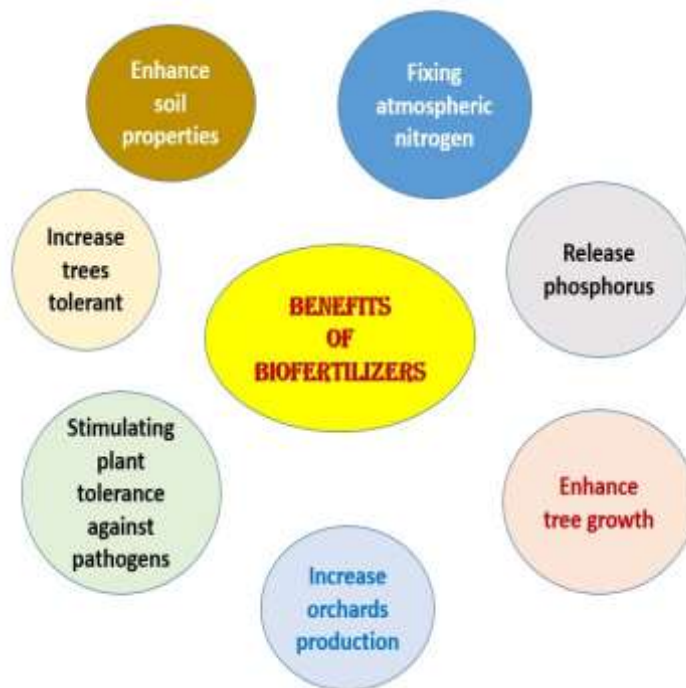 Enhance
soil
properties
Fixing
atmospheric
nitrogen
Increase
trees
tolerant
Release
phosphorus
BENEFITS
OF
BIOFERTILIZERS
Stimulating
plant
tolerance
against
pathogens
Enhance
tree growth
Increase
orchards
production